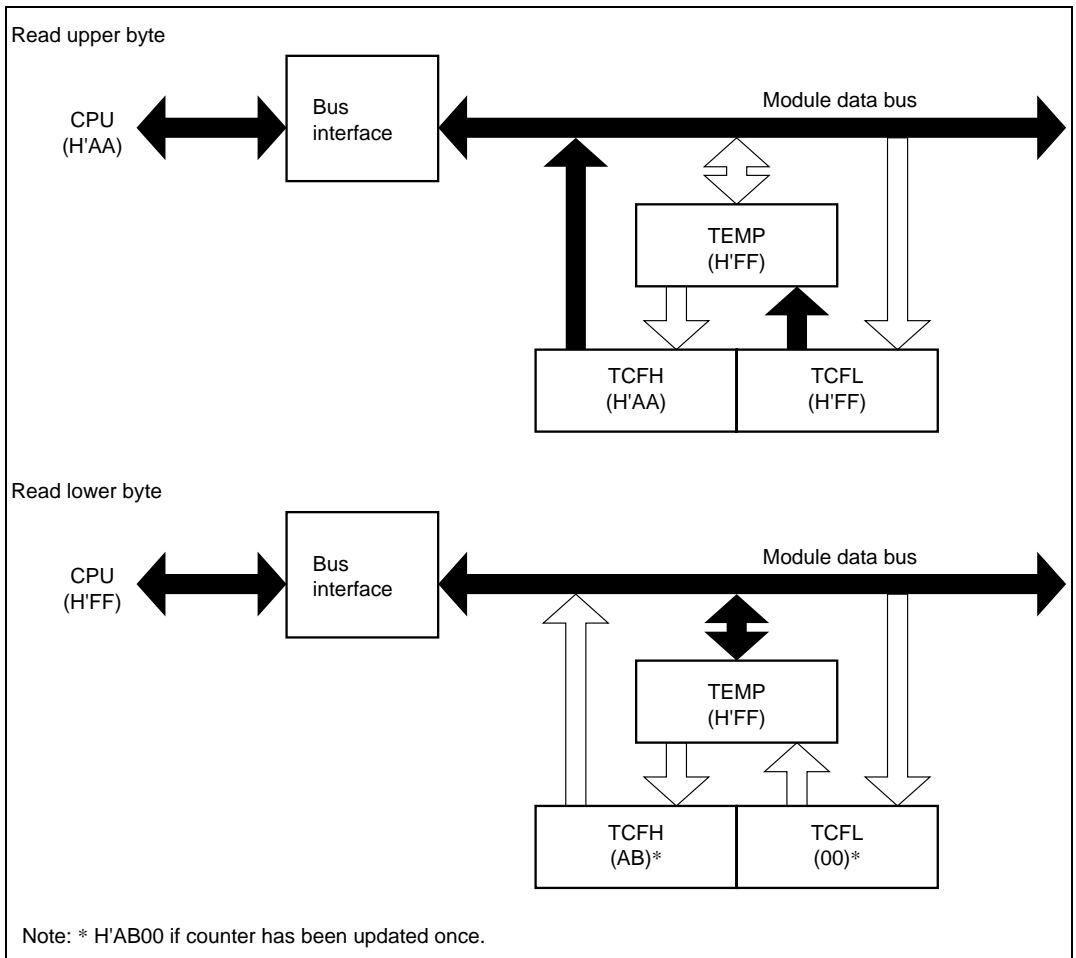 Read upper byte
CPU
(H'AA)
Bus
interface
Module data bus
TEMP
(H'FF)
TCFH
(H'AA)
TCFL
(H'FF)
Read lower byte
CPU
(H'FF)
Bus
interface
Module data bus
TEMP
(H'FF)
TCFH
(AB)*
TCFL
(00)*
Note: * H'AB00 if counter has been updated once.